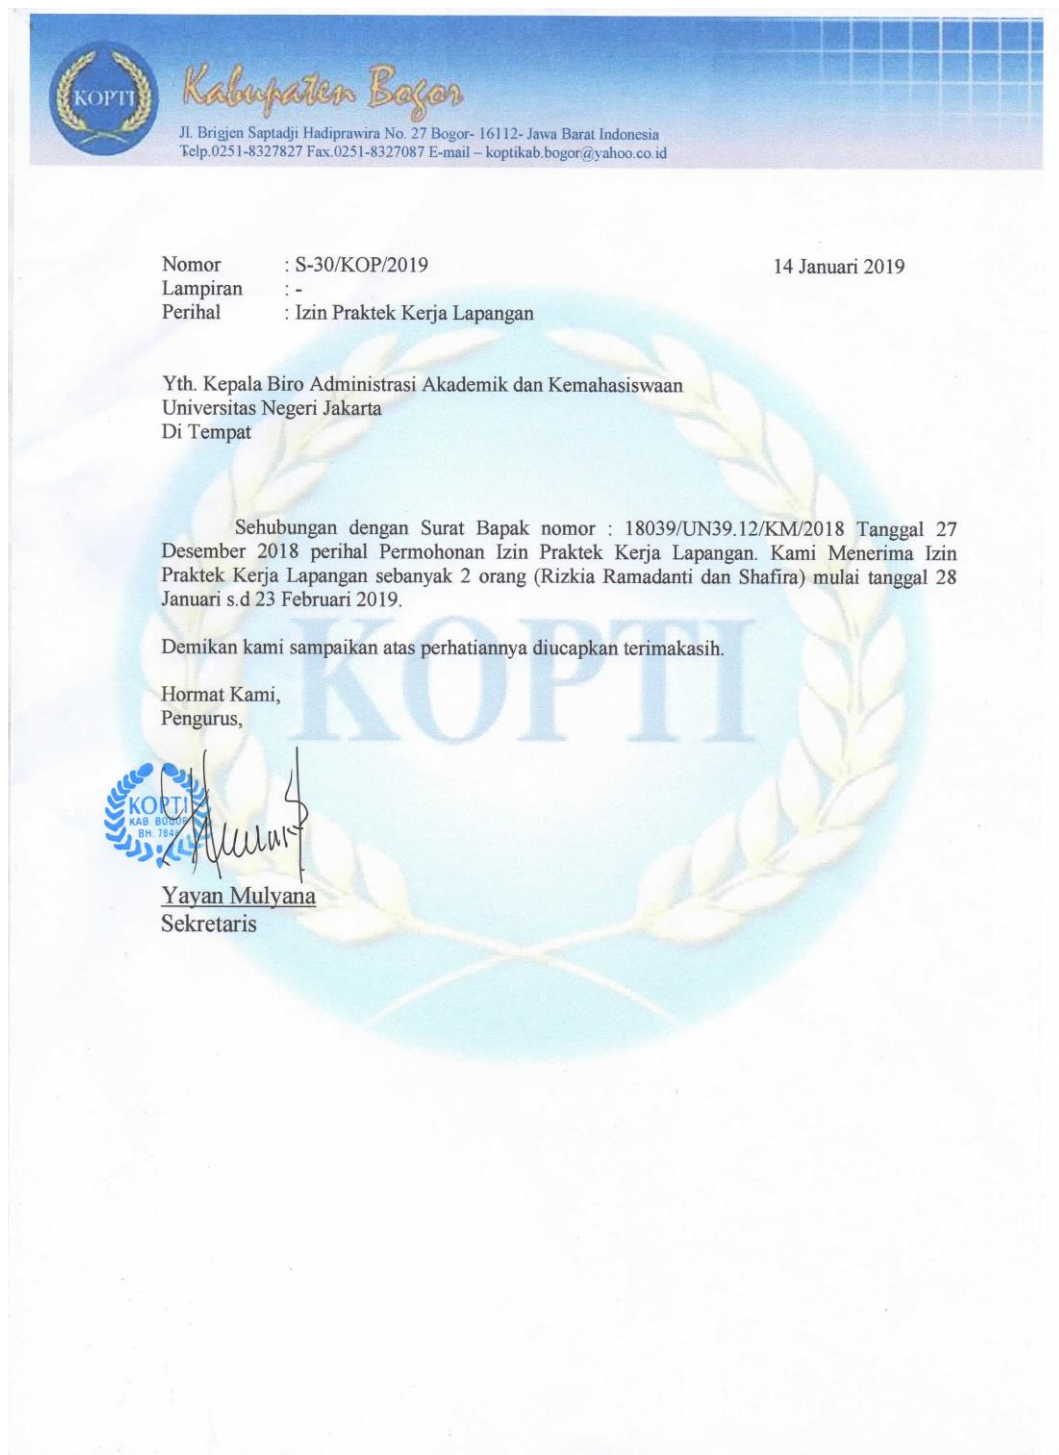 KOPTI
Kabupaten Bogor
Jl. Brigjen Saptadji Hadiprawira No. 27 Bogor- 16112- Jawa Barat Indonesia
Telp.0251-8327827 Fax.0251-8327087 E-mail – koptikab.bogor@yahoo.co.id
Nomor : S-30/KOP/2019 14 Januari 2019
Lampiran : -
Perihal : Izin Praktek Kerja Lapangan
Yth. Kepala Biro Administrasi Akademik dan Kemahasiswaan
Universitas Negeri Jakarta
Di Tempat
Sehubungan dengan Surat Bapak nomor : 18039/UN39.12/KM/2018 Tanggal 27
Desember 2018 perihal Permohonan Izin Praktek Kerja Lapangan. Kami Menerima Izin
Praktek Kerja Lapangan sebanyak 2 orang (Rizkia Ramadanti dan Shafira) mulai tanggal 28
Januari s.d 23 Februari 2019.
Demikan kami sampaikan atas perhatiannya diucapkan terimakasih.
KOPTI
Hormat Kami,
Pengurus,
KOPTI
KAB. BOGOR
BH.
Yayan Mulyana
Sekretaris